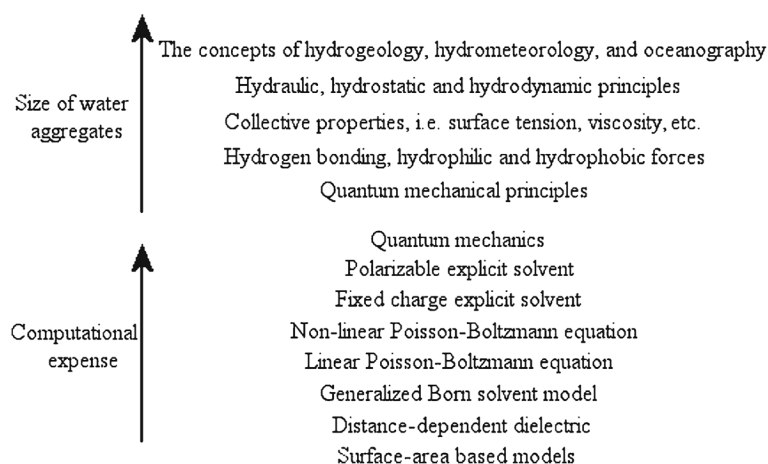 The concepts of hydrogeology, hydrometeorology, and oceanography
Hydraulic, hydrostatic and hydrodynamic principles
Size of water
aggregates
Collective properties, i.e. surface tension, viscosity, etc.
Hydrogen bonding, hydrophilic and hydrophobic forces
Quantum mechanical principles
Quantum mechanics
Polarizable explicit solvent
Fixed charge explicit solvent
Computational
expense
Non-linear Poisson-Boltzmann equation
Linear Poisson-Boltzmann equation
Generalized Born solvent model
Distance-dependent dielectric
Surface-area based models